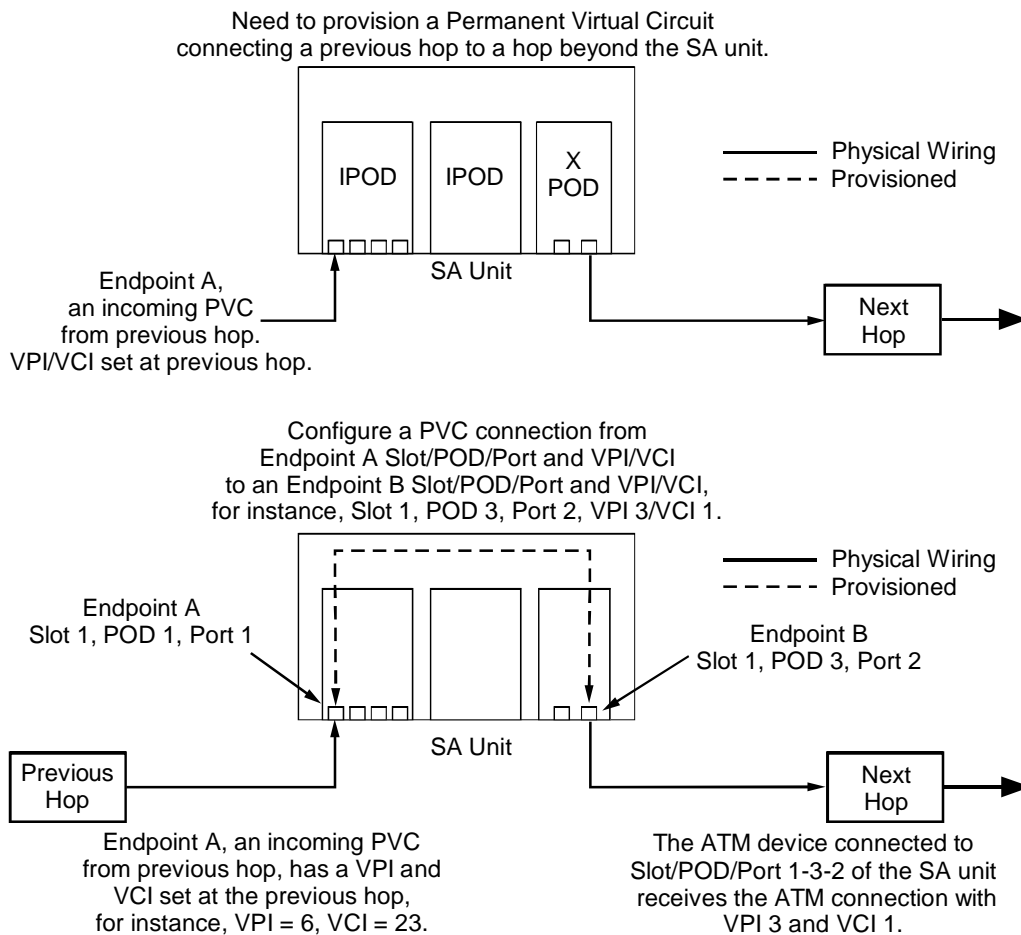 Need to provision a Permanent Virtual Circuit
connecting a previous hop to a hop beyond the SA unit.
IPOD
IPOD
X
POD
Physical Wiring
Provisioned
SA Unit
Endpoint A,
an incoming PVC
from previous hop.
VPI/VCI set at previous hop.
Next
Hop
Configure a PVC connection from
Endpoint A Slot/POD/Port and VPI/VCI
to an Endpoint B Slot/POD/Port and VPI/VCI,
for instance, Slot 1, POD 3, Port 2, VPI 3/VCI 1.
Physical Wiring
Provisioned
Endpoint A
Slot 1, POD 1, Port 1
Endpoint B
Slot 1, POD 3, Port 2
SA Unit
Previous
Hop
Next
Hop
Endpoint A, an incoming PVC
from previous hop, has a VPI and
VCI set at the previous hop,
for instance, VPI = 6, VCI = 23.
The ATM device connected to
Slot/POD/Port 1-3-2 of the SA unit
receives the ATM connection with
VPI 3 and VCI 1.